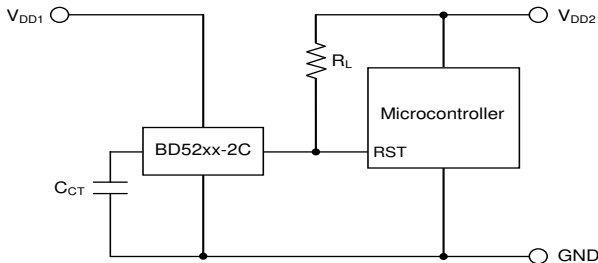 VDD1
VDD2
RL
Microcontroller
BD52xx-2C
RST
CCT
GND